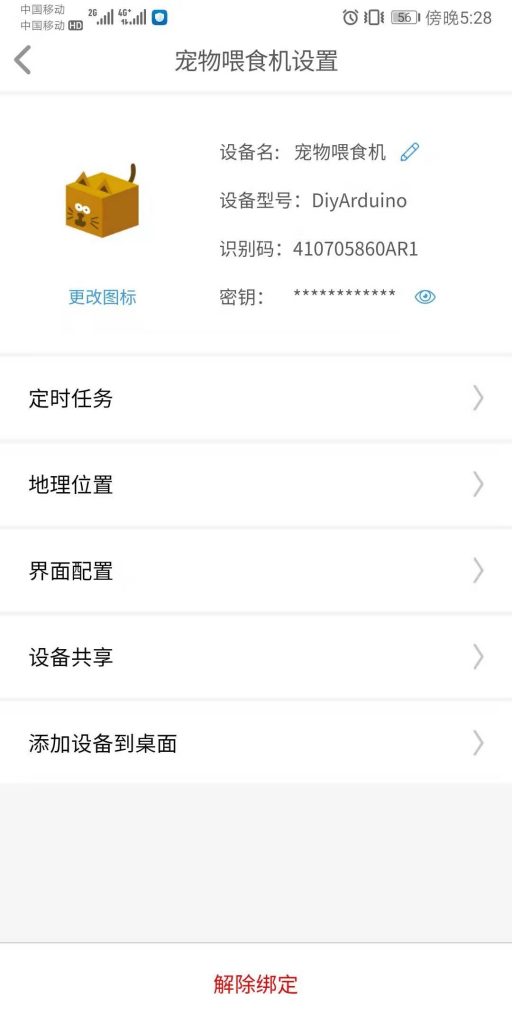 中国移动 2G 4G+ 56 傍晚5:28
中国移动 HD
宠物喂食机设置
设备名: 宠物喂食机
设备型号: DiyArduino
识别码: 410705860AR1
更改图标
密钥: ************
定时任务
地理位置
界面配置
设备共享
添加设备到桌面
解除绑定